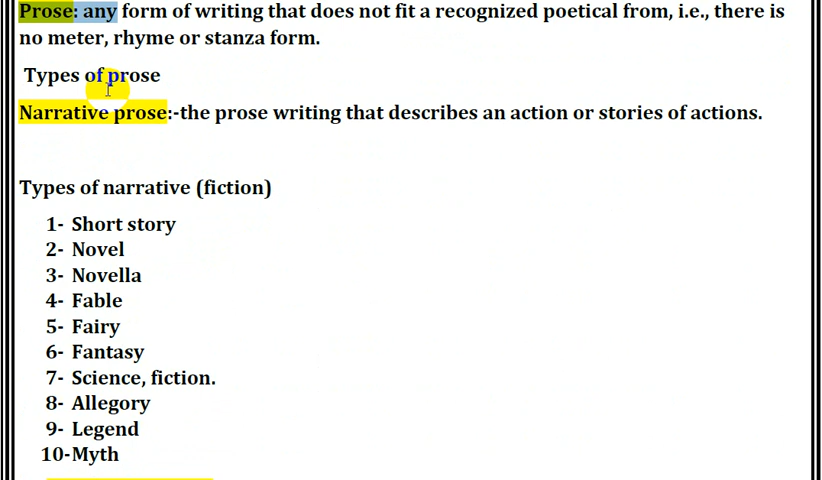 Prose: any form of writing that does not fit a recognized poetical from, i.e., there is
no meter, rhyme or stanza form.
Types of prose
Narrative prose:-the prose writing that describes an action or stories of actions.
Types of narrative (fiction)
1- Short story
2- Novel
3- Novella
4- Fable
5- Fairy
6- Fantasy
7- Science, fiction.
8- Allegory
9- Legend
10-Myth